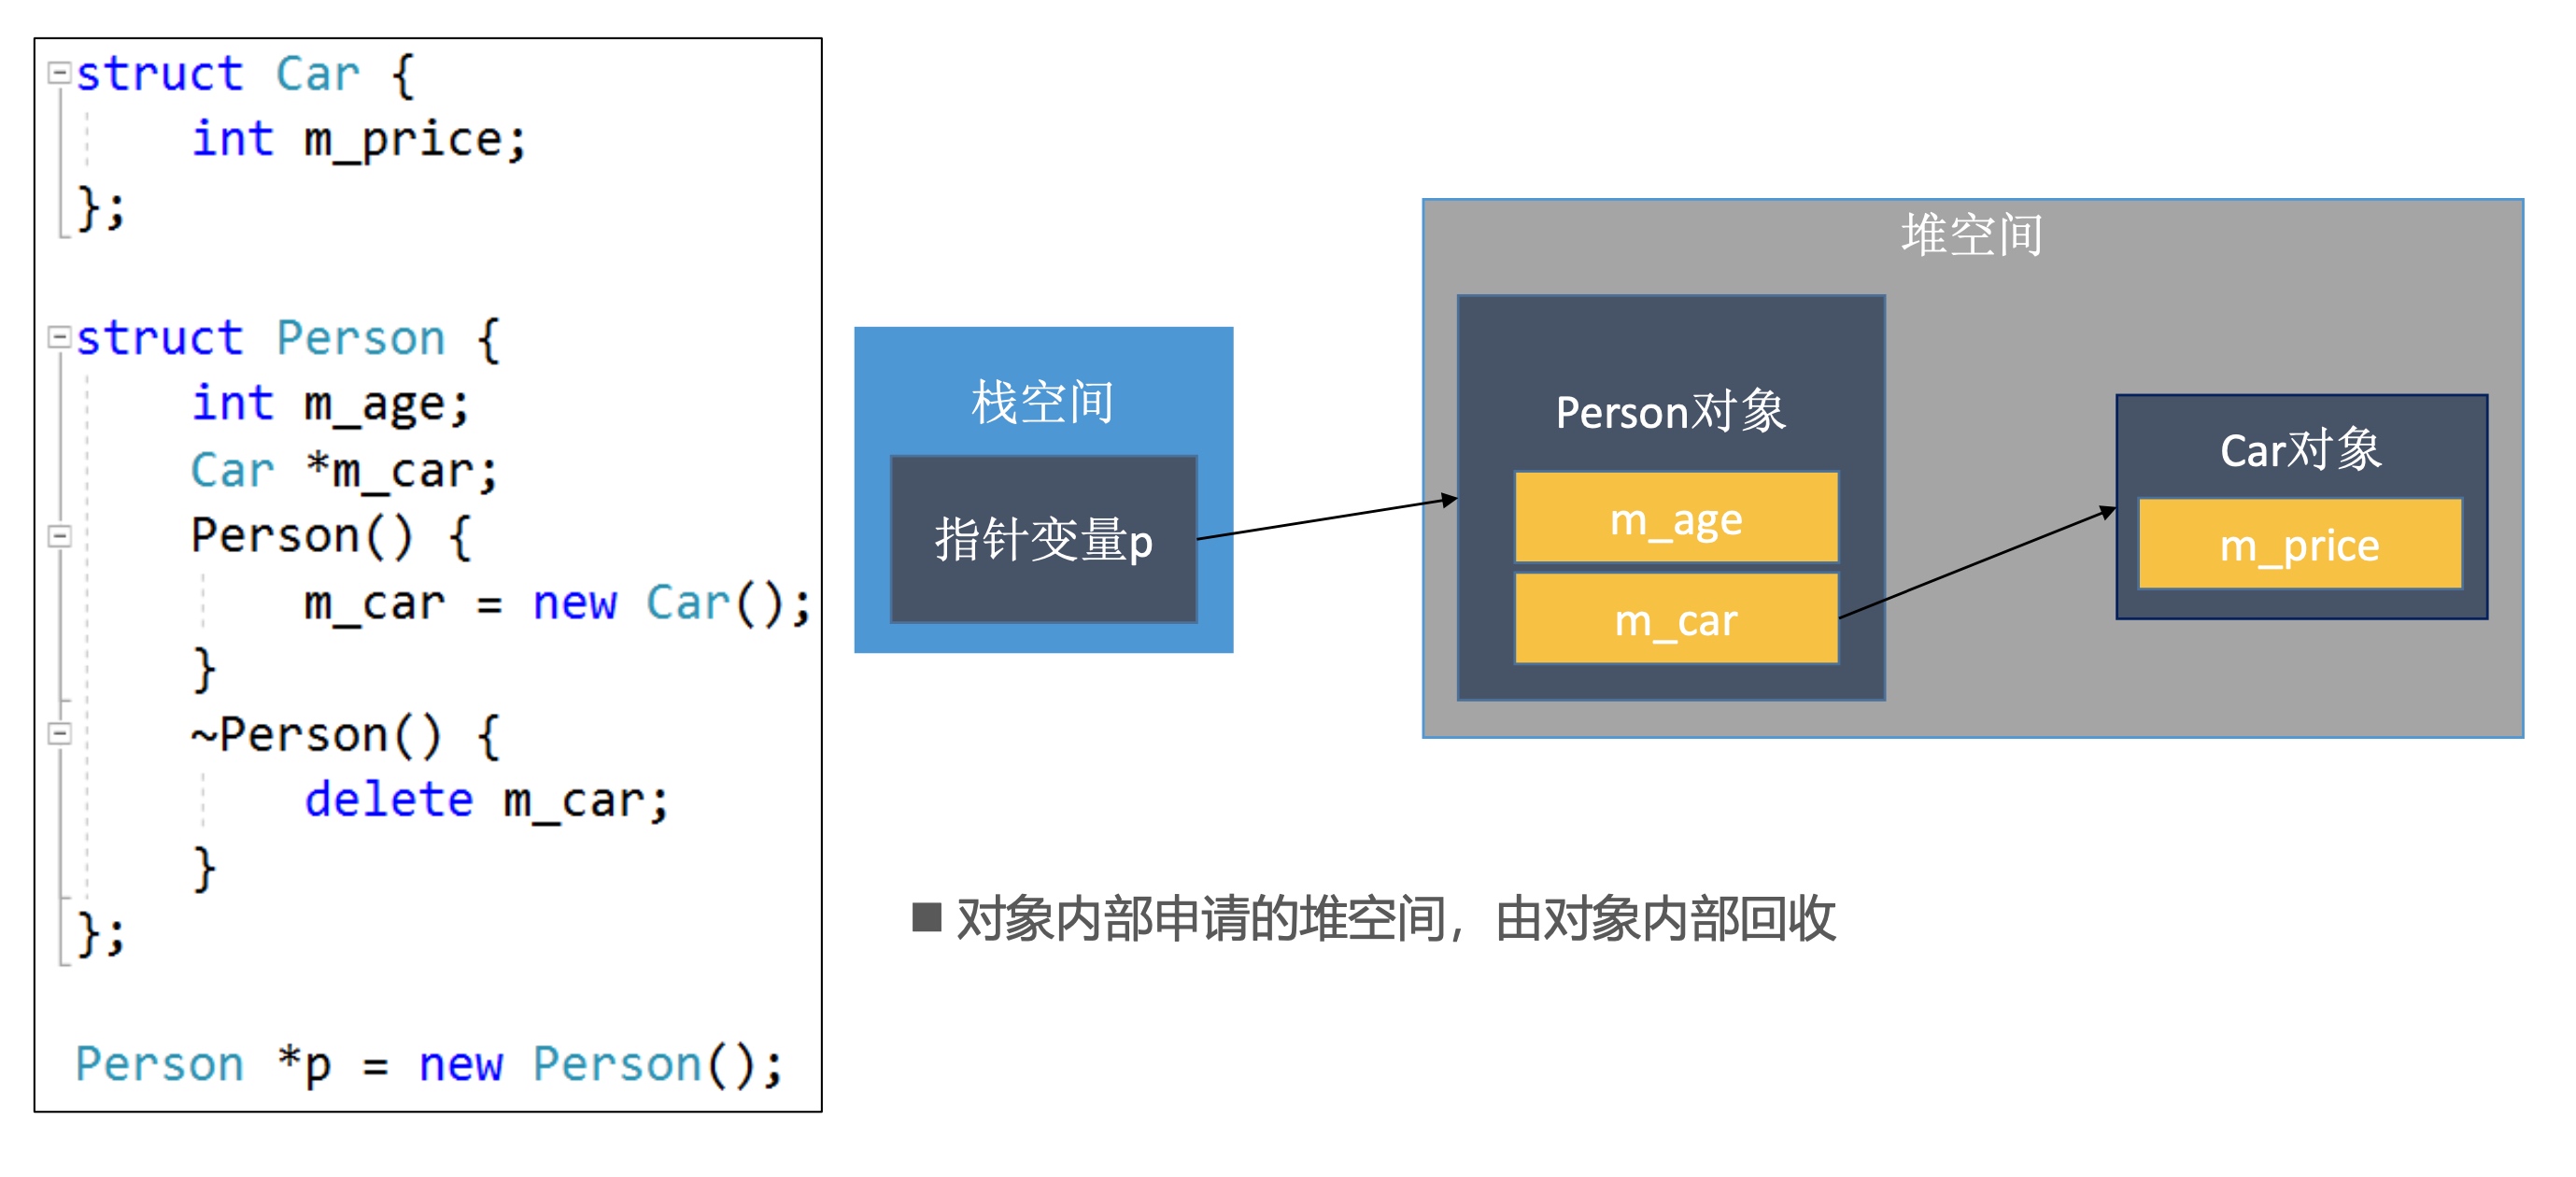 struct Car {
int m_price;
};
struct Person {
int m_age;
Car *m_car;
Person() {
m_car = new Car();
}
~Person() {
delete m_car;
}
};
Person *p = new Person();
栈空间
指针变量p
堆空间
Person对象
m_age
m_car
Car对象
m_price
■ 对象内部申请的堆空间，由对象内部回收